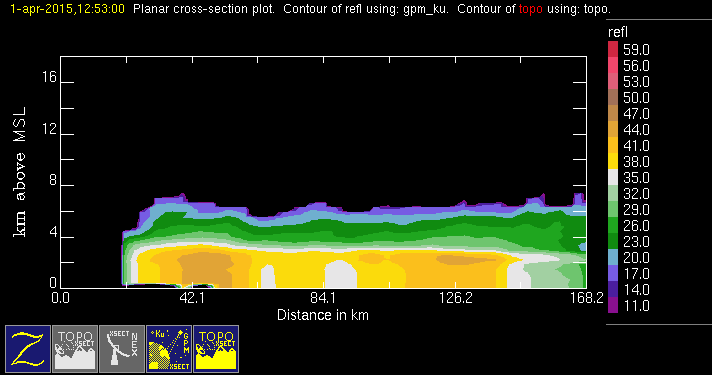 1-apr-2015,12:53:00 Planar cross-section plot. Contour of refl using: gpm_ku. Contour of topo using: topo.
refl
59.0
56.0
53.0
50.0
47.0
44.0
41.0
38.0
35.0
32.0
29.0
26.0
23.0
20.0
17.0
14.0
11.0
km above MSL
16
12
8
4
0
0.0 42.1 84.1 126.2 168.2
Distance in km
Z
TOPO
XSECT
XSECT
NEXZ
Ku
GPM
XSECT
TOPO
XSECT